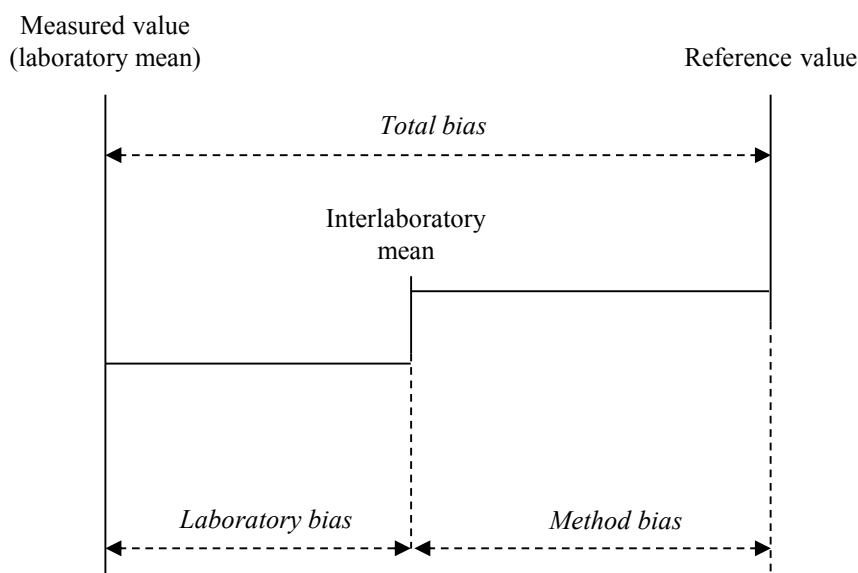 Measured value
(laboratory mean)
Reference value
Total bias
Interlaboratory
mean
Laboratory bias
Method bias